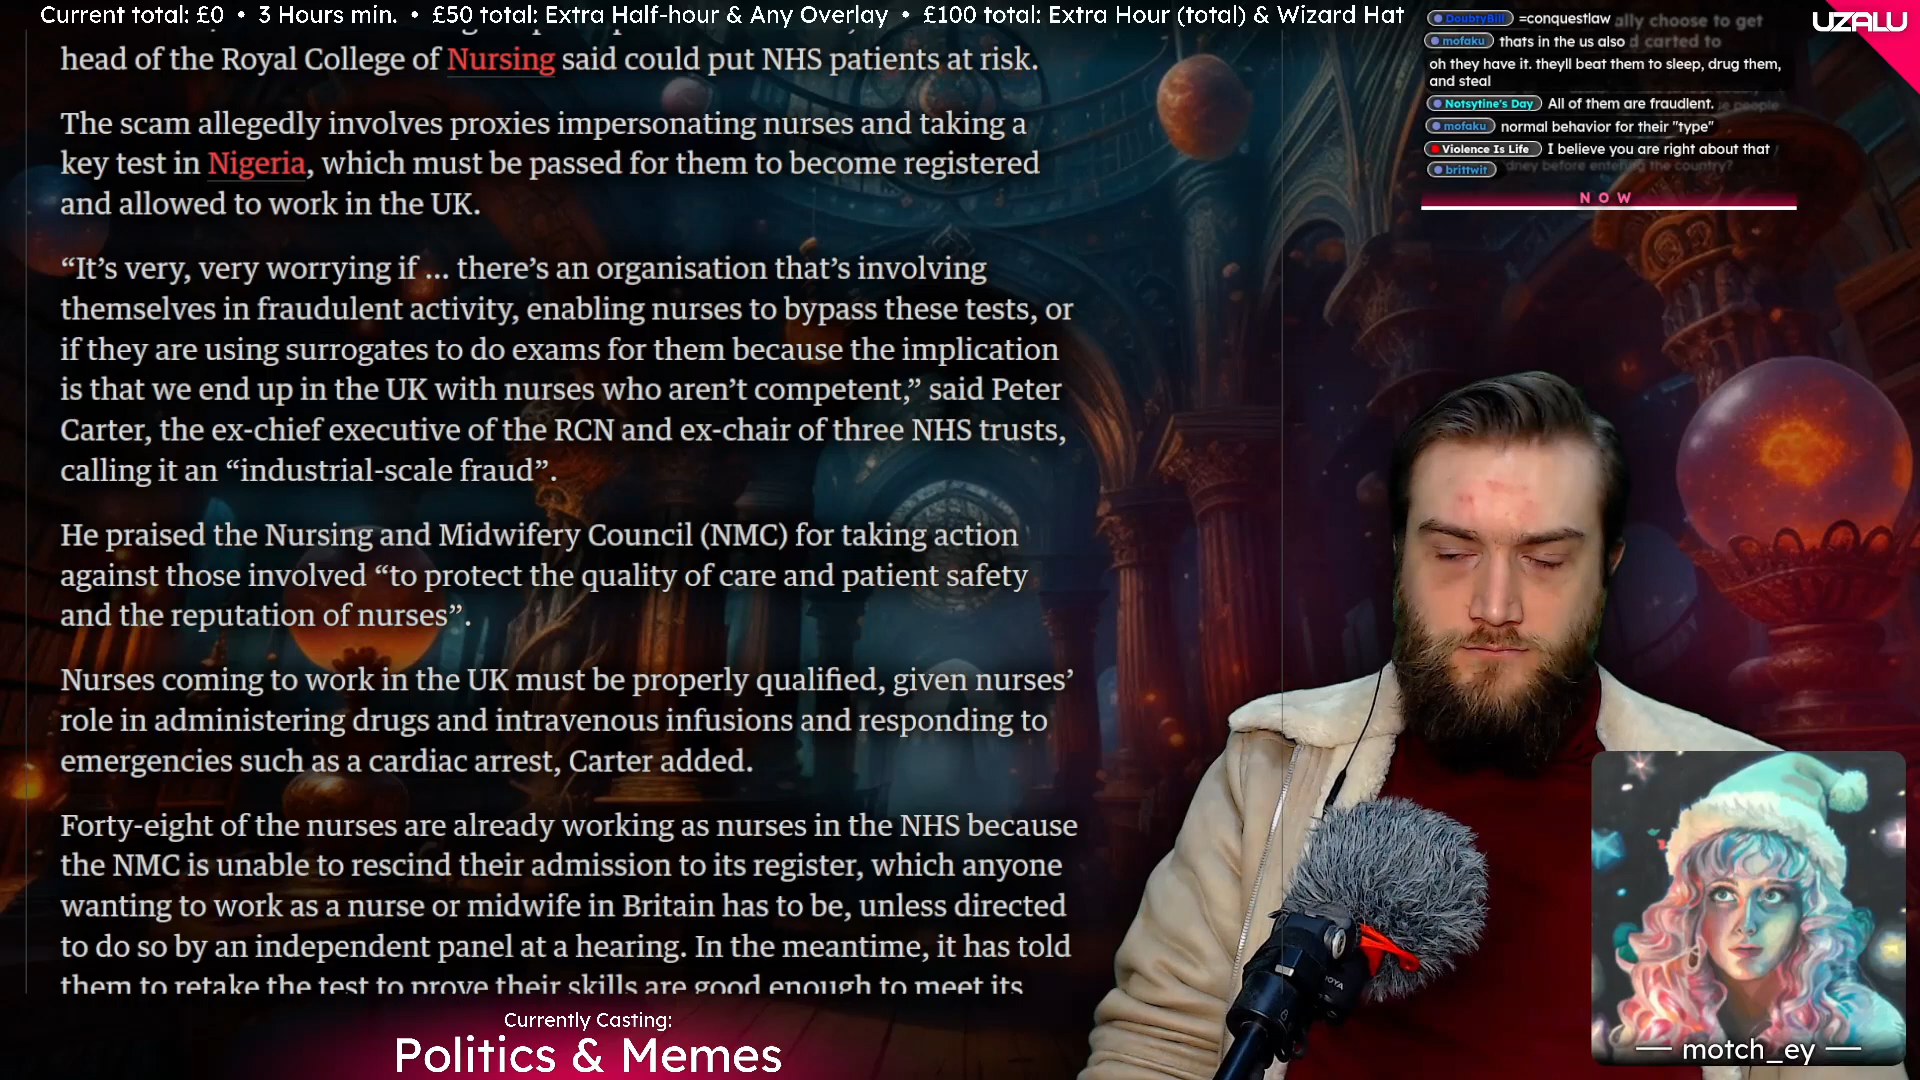 Current total: £0 • 3 Hours min. • £50 total: Extra Half-hour & Any Overlay • £100 total: Extra Hour (total) & Wizard Hat
head of the Royal College of Nursing said could put NHS patients at risk.
The scam allegedly involves proxies impersonating nurses and taking a
key test in Nigeria, which must be passed for them to become registered
and allowed to work in the UK.
“It’s very, very worrying if … there’s an organisation that’s involving
themselves in fraudulent activity, enabling nurses to bypass these tests, or
if they are using surrogates to do exams for them because the implication
is that we end up in the UK with nurses who aren’t competent,” said Peter
Carter, the ex-chief executive of the RCN and ex-chair of three NHS trusts,
calling it an “industrial-scale fraud”.
He praised the Nursing and Midwifery Council (NMC) for taking action
against those involved “to protect the quality of care and patient safety
and the reputation of nurses”.
Nurses coming to work in the UK must be properly qualified, given nurses’
role in administering drugs and intravenous infusions and responding to
emergencies such as a cardiac arrest, Carter added.
Forty-eight of the nurses are already working as nurses in the NHS because
the NMC is unable to rescind their admission to its register, which anyone
wanting to work as a nurse or midwife in Britain has to be, unless directed
to do so by an independent panel at a hearing. In the meantime, it has told
them to retake the test to prove their skills are good enough to meet its
Currently Casting:
Politics & Memes
DoubtyBill =conquestlaw ally choose to get
mofaku thats in the us also d carted to
oh they have it. theyll beat them to sleep, drug them,
and steal
Notsytine's Day All of them are fraudlent. people
mofaku normal behavior for their "type"
Violence Is Life I believe you are right about that
brittwit dney before entering the country?
NOW
UZALU
motch_ey